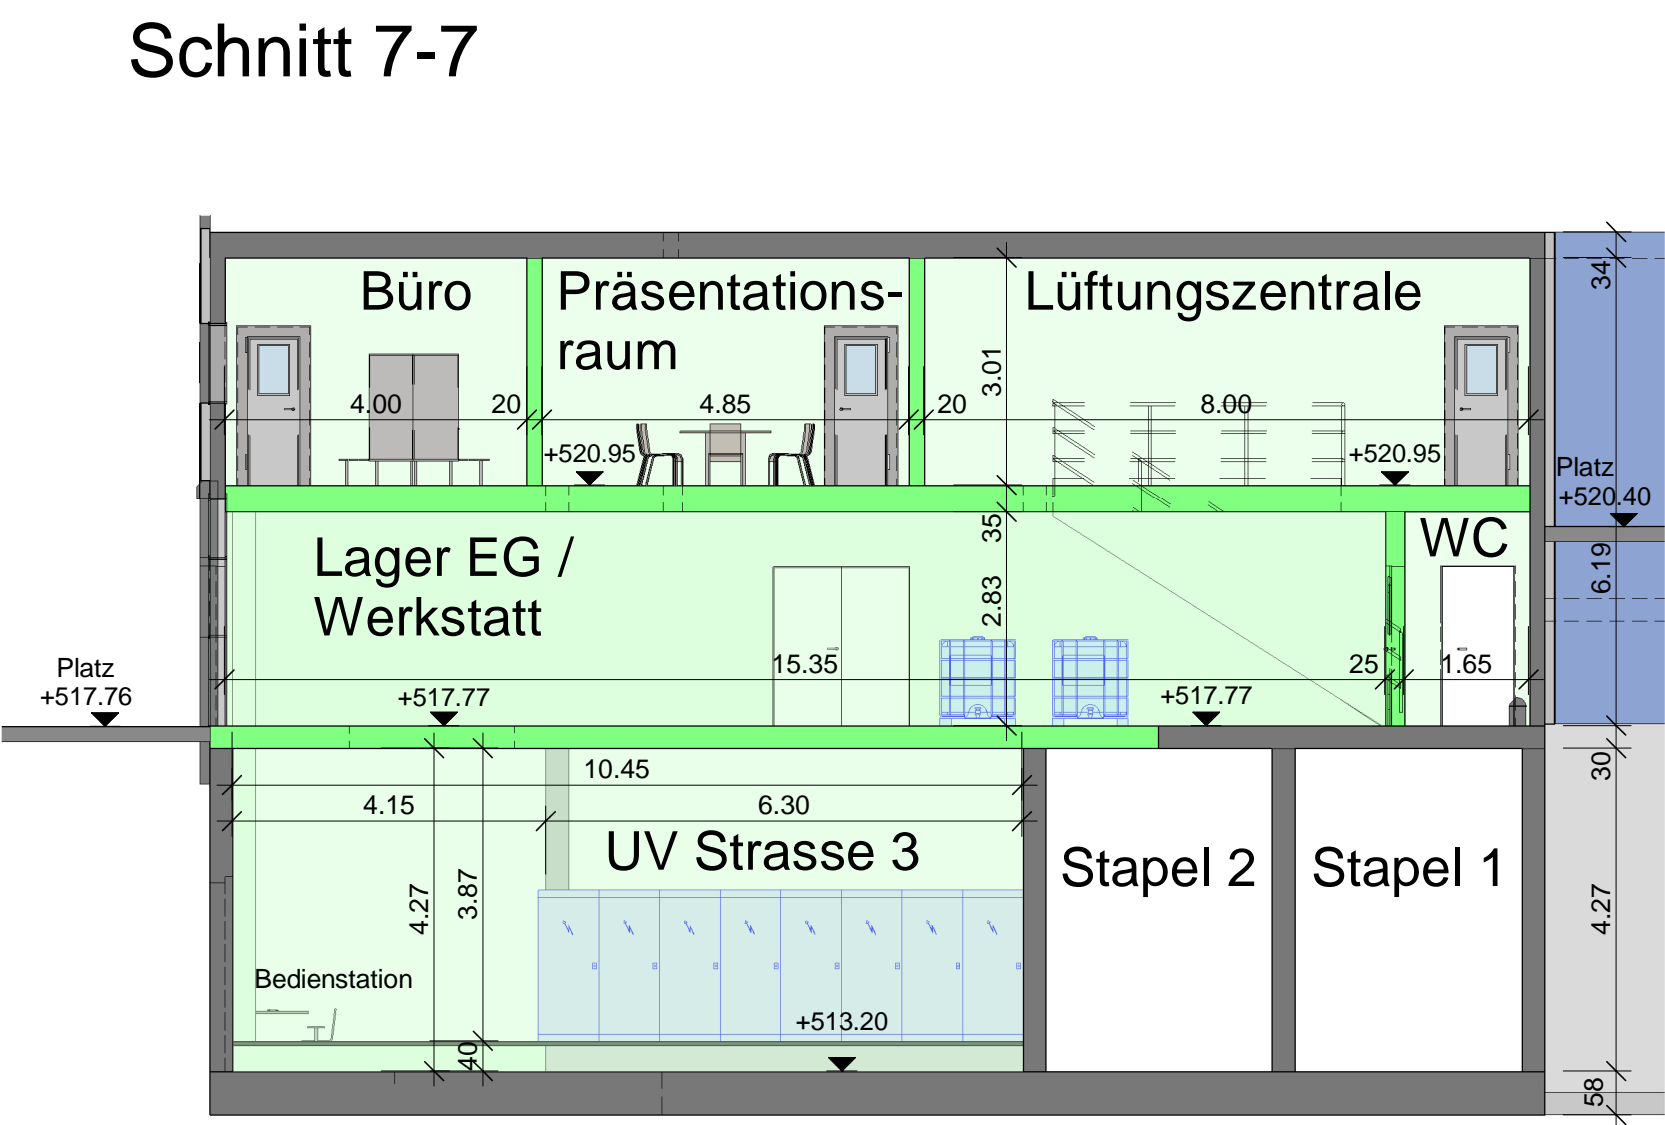 Schnitt 7-7
Büro
Präsentations-
raum
Lüftungszentrale
34
3.01
4.00
20
4.85
20
8.00
+520.95
+520.95
Platz
+520.40
Lager EG /
Werkstatt
35
WC
2.83
6.19
Platz
+517.76
15.35
25
1.65
+517.77
+517.77
10.45
30
4.15
6.30
UV Strasse 3
Stapel 2
Stapel 1
4.27
3.87
4.27
Bedienstation
+513.20
40
58